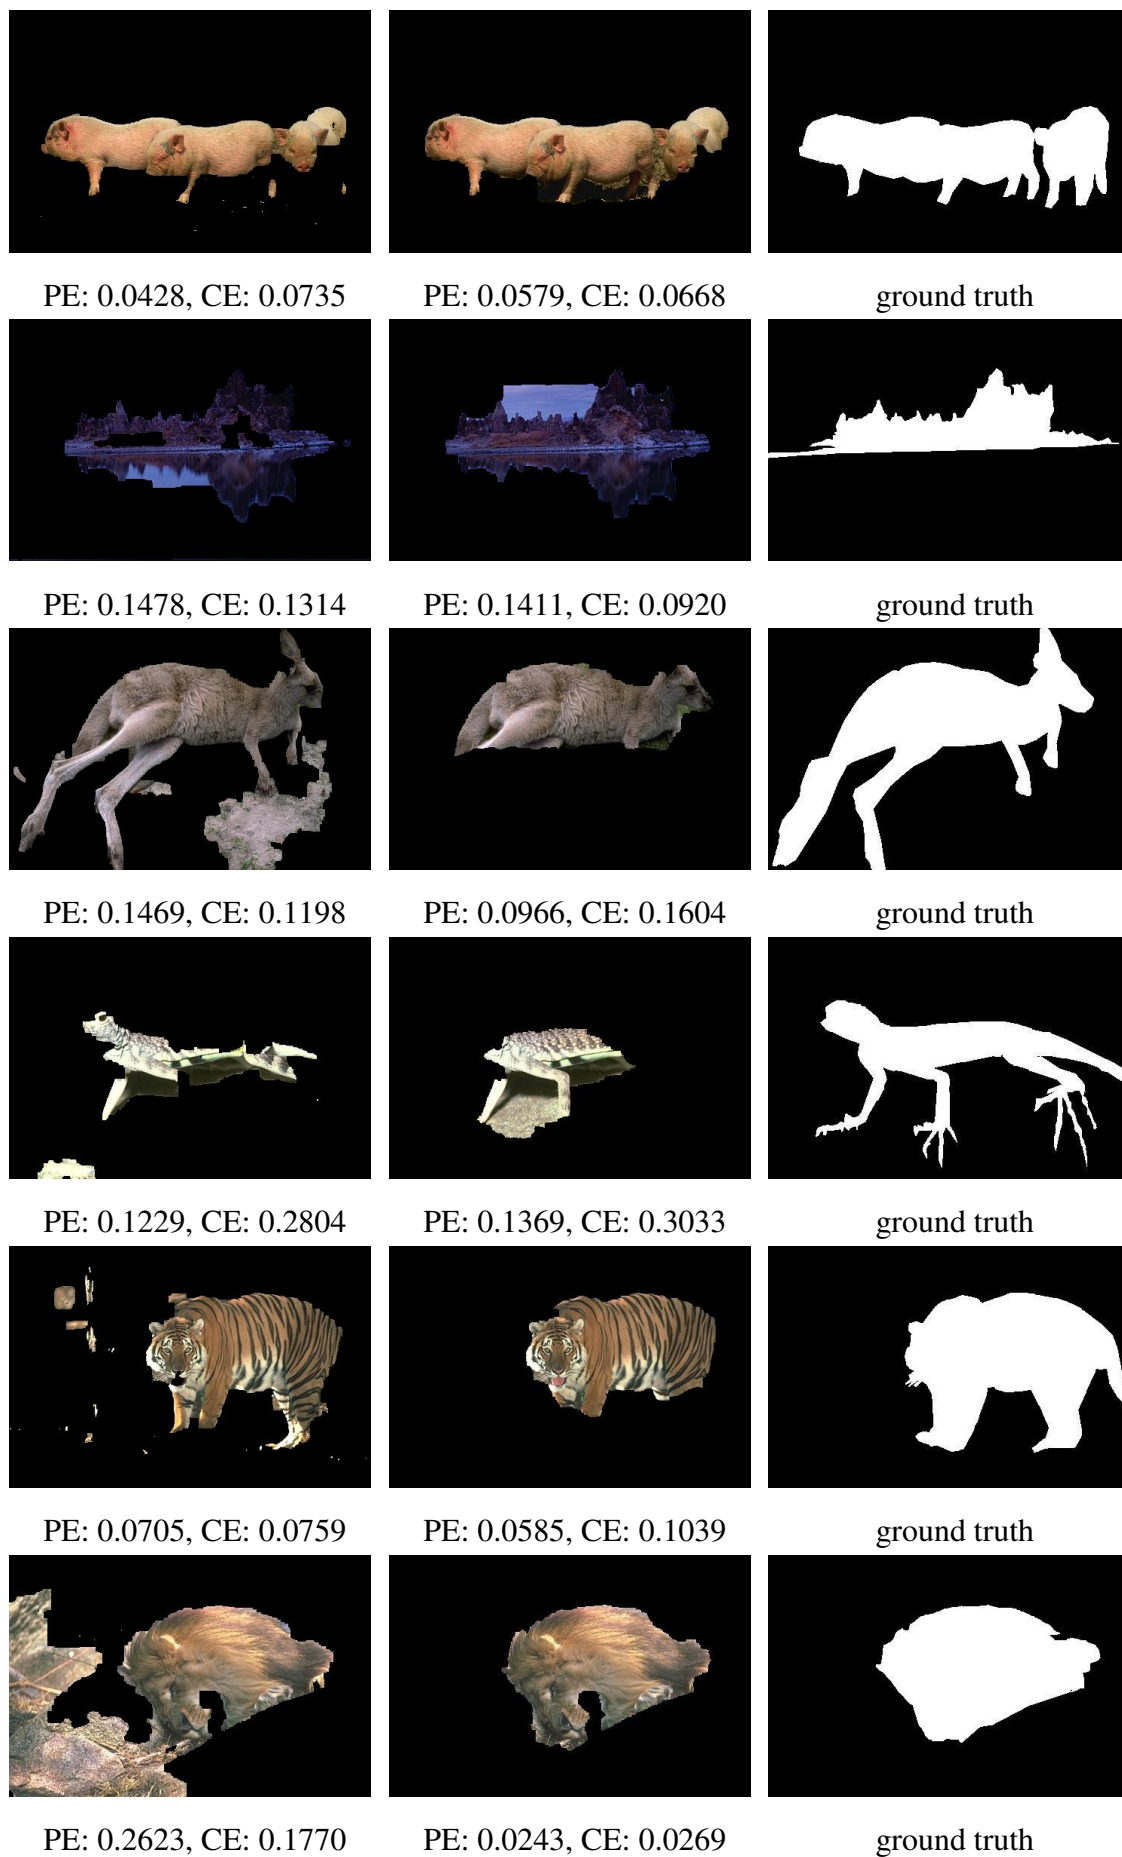 PE: 0.0428, CE: 0.0735 PE: 0.0579, CE: 0.0668 ground truth
PE: 0.1478, CE: 0.1314 PE: 0.1411, CE: 0.0920 ground truth
PE: 0.1469, CE: 0.1198 PE: 0.0966, CE: 0.1604 ground truth
PE: 0.1229, CE: 0.2804 PE: 0.1369, CE: 0.3033 ground truth
PE: 0.0705, CE: 0.0759 PE: 0.0585, CE: 0.1039 ground truth
PE: 0.2623, CE: 0.1770 PE: 0.0243, CE: 0.0269 ground truth